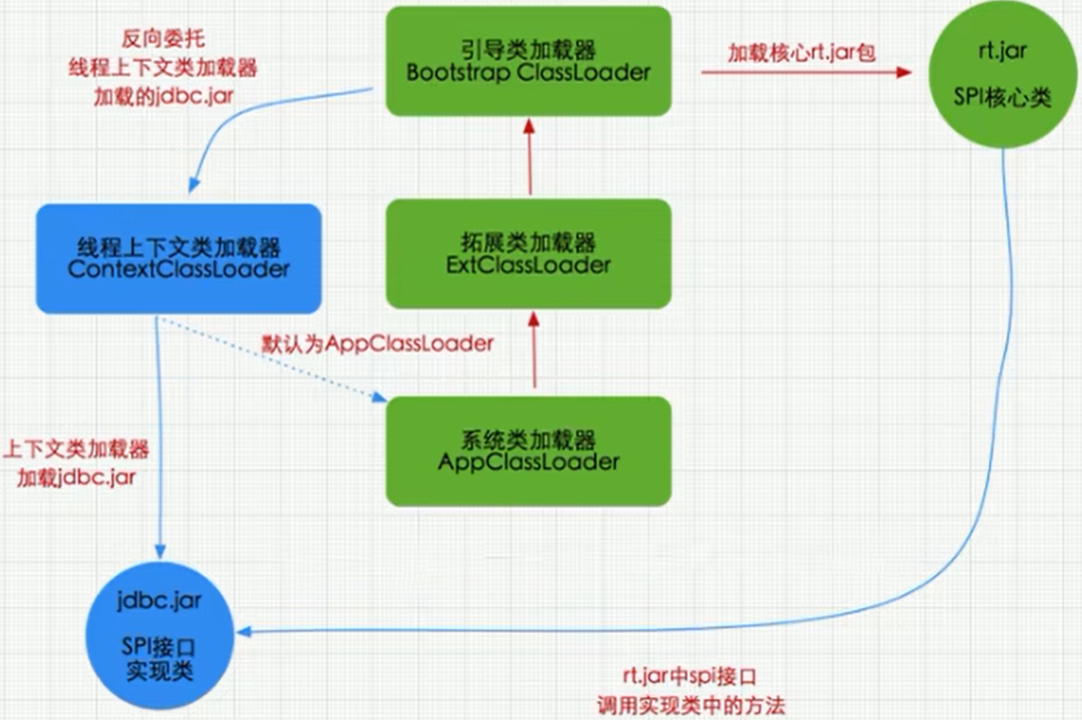 反向委托
线程上下文类加载器
加载的jdbc.jar
引导类加载器
Bootstrap ClassLoader
加载核心rt.jar包
rt.jar
SPI核心类
线程上下文类加载器
ContextClassLoader
拓展类加载器
ExtClassLoader
默认为AppClassLoader
系统类加载器
AppClassLoader
上下文类加载器
加载jdbc.jar
jdbc.jar
SPI接口
实现类
rt.jar中spi接口
调用实现类中的方法